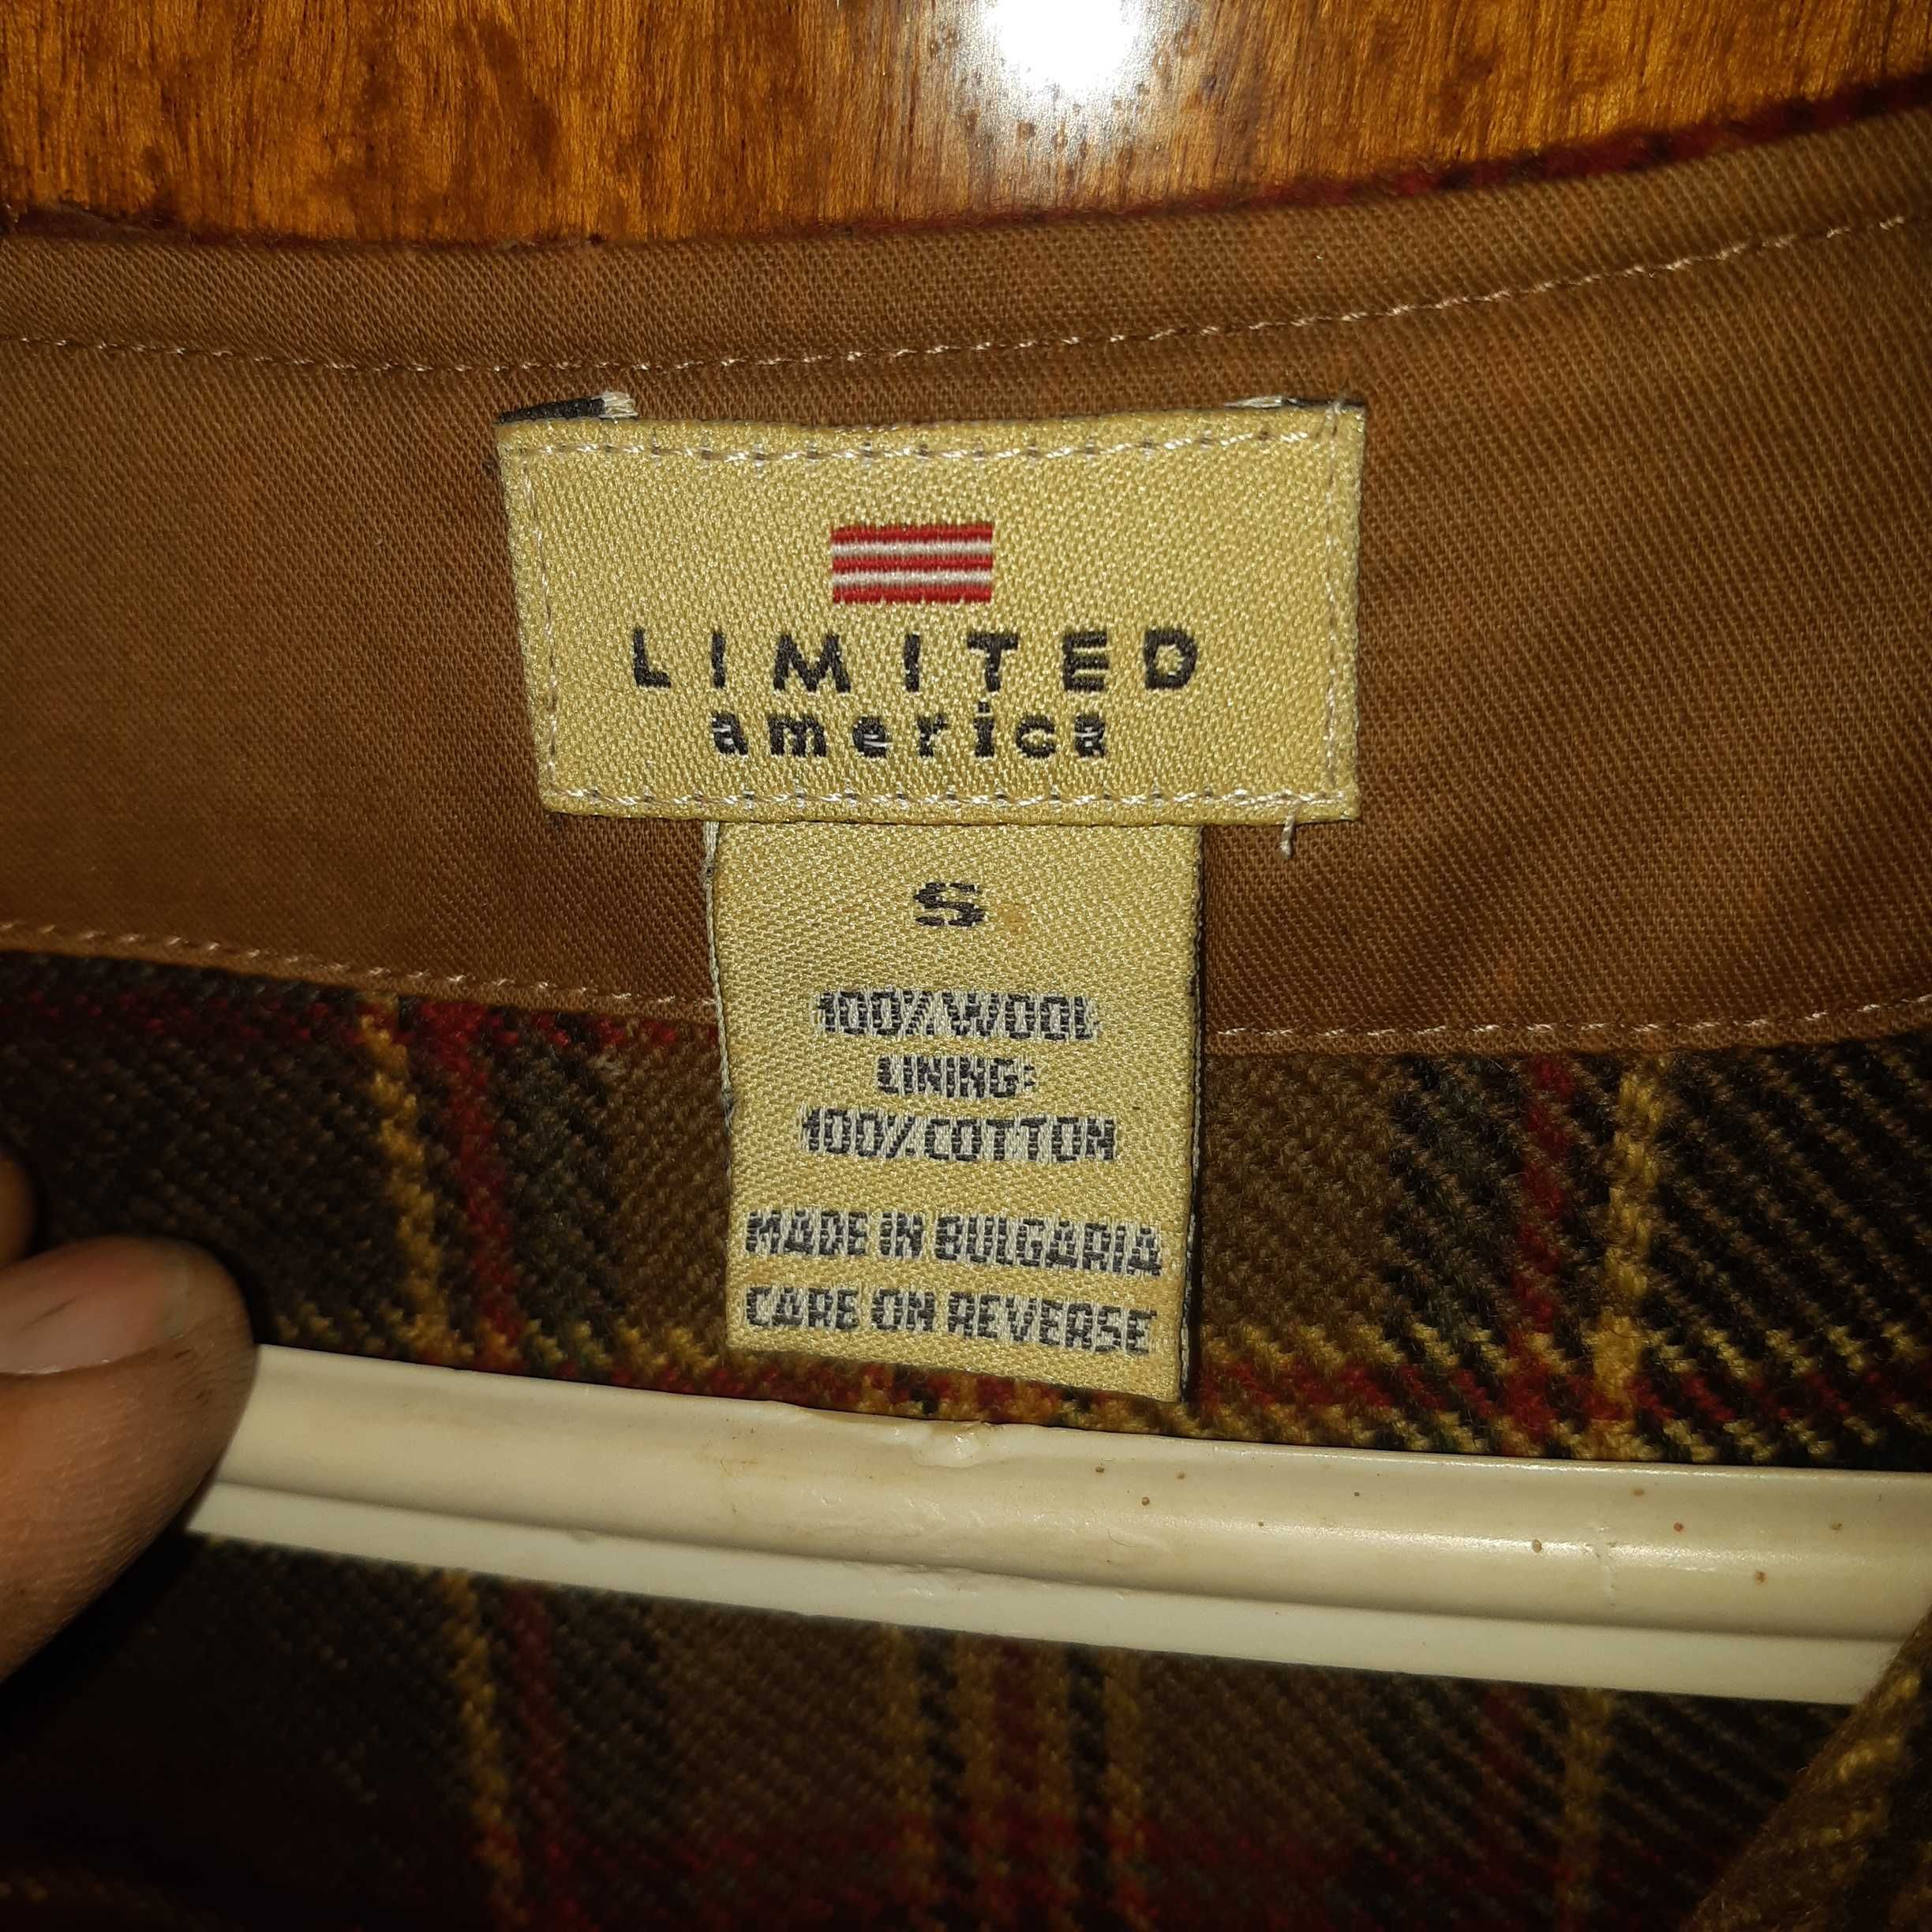 LIMITED
america
S
100% WOOL
LINING:
100% COTTON
MADE IN BULGARIA
CARE ON REVERSE